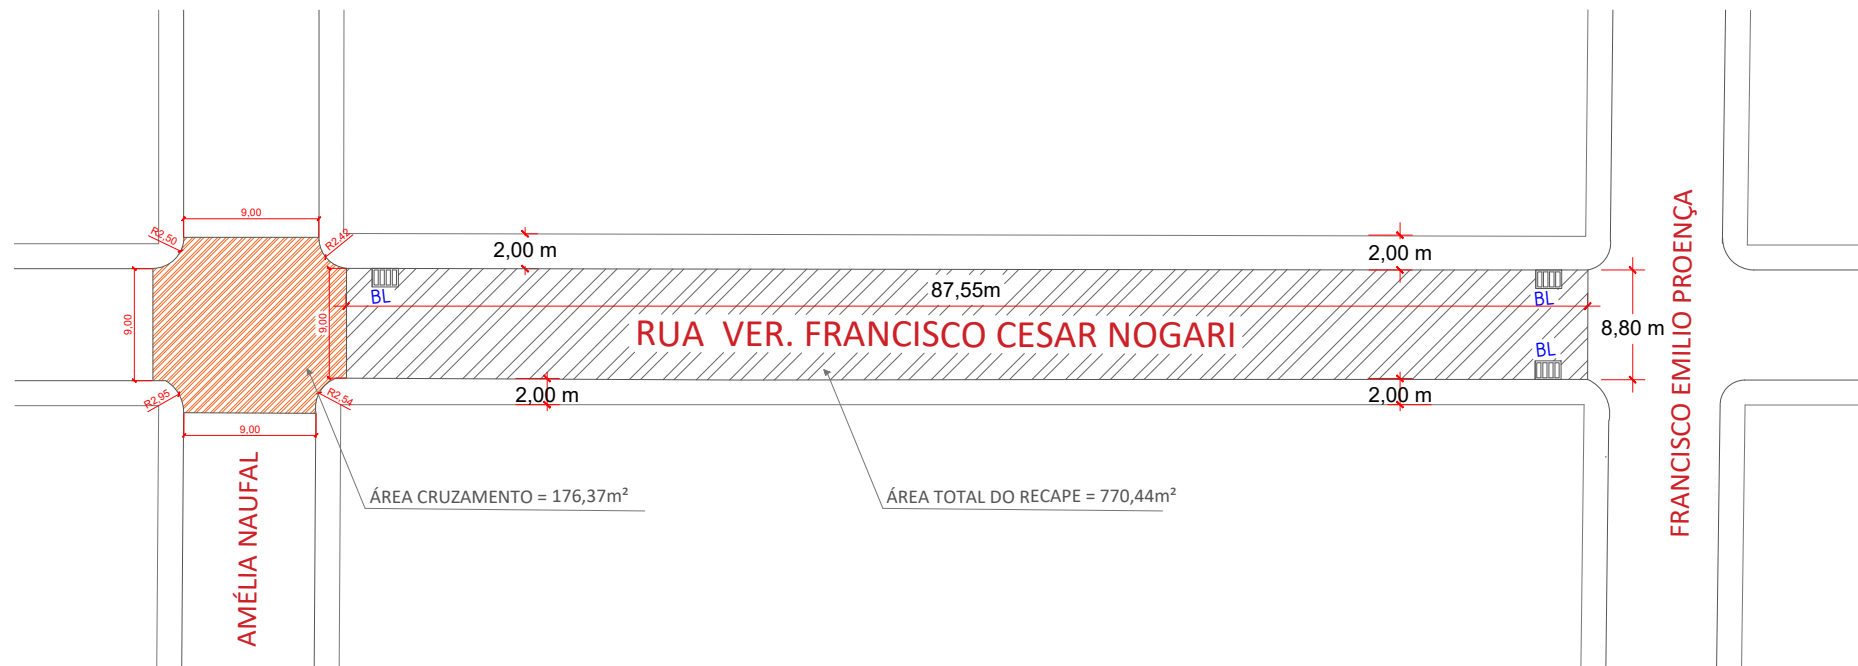 9,00
R2,50
R2,42
2,00 m
2,00 m
BL
87,55m
BL
9,00
9,00
RUA VER. FRANCISCO CESAR NOGARI
8,80 m
BL
R2,95
R2,54
2,00 m
2,00 m
9,00
ÁREA CRUZAMENTO = 176,37m²
ÁREA TOTAL DO RECAPE = 770,44m²
AMÉLIA NAUFAL
FRANCISCO EMILIO PROENÇA